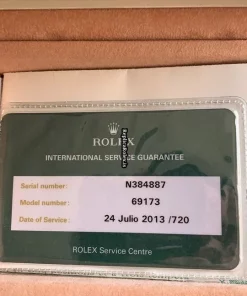 ROLEX
INTERNATIONAL SERVICE GUARANTEE
Serial number: N384887
Model number: 69173
Date of Service: 24 Julio 2013 /720
ROLEX Service Centre